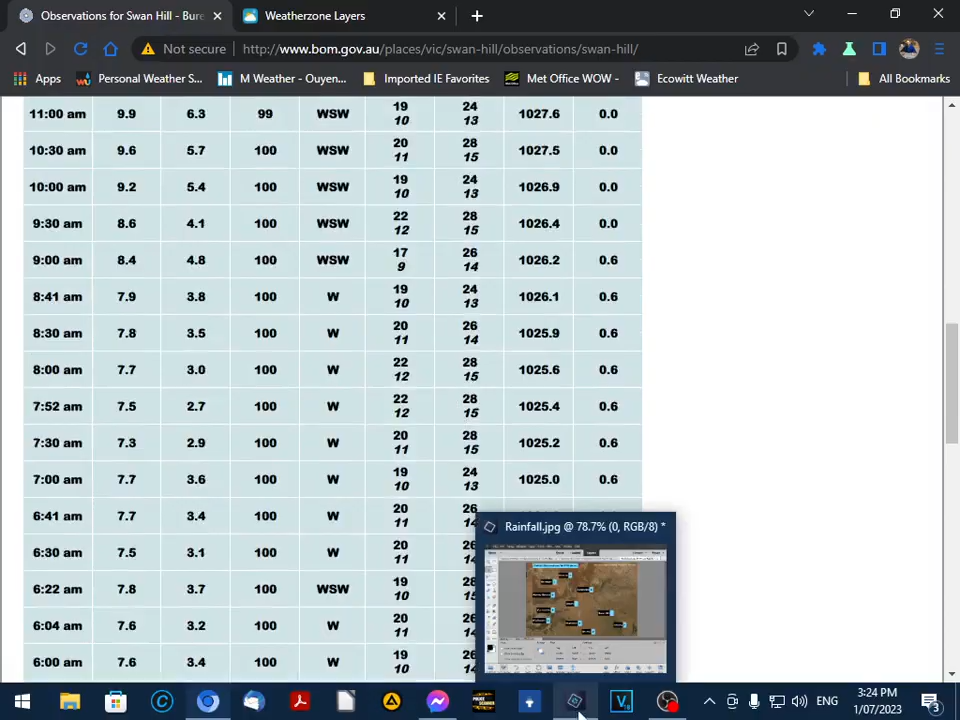 Observations for Swan Hill - Bure
Weatherzone Layers
Not secure
http://www.bom.gov.au/places/vic/swan-hill/observations/swan-hill/
Apps
Personal Weather S...
M Weather - Ouyen...
Imported IE Favorites
Met Office WOW -
Ecowitt Weather
All Bookmarks
11:00 am 9.9 6.3 99 WSW 19 10 24 13 1027.6 0.0
10:30 am 9.6 5.7 100 WSW 20 11 28 15 1027.5 0.0
10:00 am 9.2 5.4 100 WSW 19 10 24 13 1026.9 0.0
9:30 am 8.6 4.1 100 WSW 22 12 28 15 1026.4 0.0
9:00 am 8.4 4.8 100 WSW 17 9 26 14 1026.2 0.6
8:41 am 7.9 3.8 100 W 19 10 24 13 1026.1 0.6
8:30 am 7.8 3.5 100 W 20 11 26 14 1025.9 0.6
8:00 am 7.7 3.0 100 W 22 12 28 15 1025.6 0.6
7:52 am 7.5 2.7 100 W 22 12 28 15 1025.4 0.6
7:30 am 7.3 2.9 100 W 20 11 28 15 1025.2 0.6
7:00 am 7.7 3.6 100 W 19 10 24 13 1025.0 0.6
6:41 am 7.7 3.4 100 W 20 11 26 14
6:30 am 7.5 3.1 100 W 20 11 26 14
6:22 am 7.8 3.7 100 WSW 19 10 28 15
6:04 am 7.6 3.2 100 W 20 11 26 14
6:00 am 7.6 3.4 100 W 19 10 24 13
Rainfall.jpg @ 78.7% (0, RGB/8) *
POLICE
SCANNER
ENG
3:24 PM
1/07/2023
3